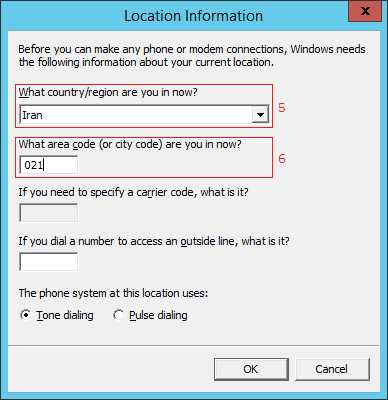 Location Information
x
Before you can make any phone or modem connections, Windows needs
the following information about your current location.
What country/region are you in now?
Iran
5
What area code (or city code) are you in now?
021
6
If you need to specify a carrier code, what is it?
If you dial a number to access an outside line, what is it?
The phone system at this location uses:
Tone dialing Pulse dialing
OK Cancel